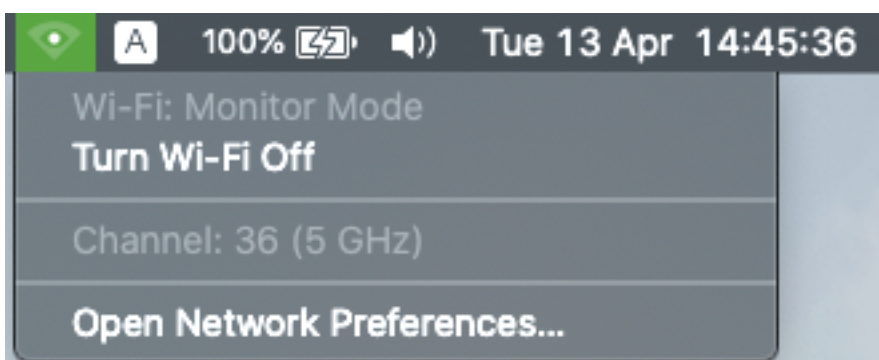 A 100% Tue 13 Apr 14:45:36
Wi-Fi: Monitor Mode
Turn Wi-Fi Off
Channel: 36 (5 GHz)
Open Network Preferences...